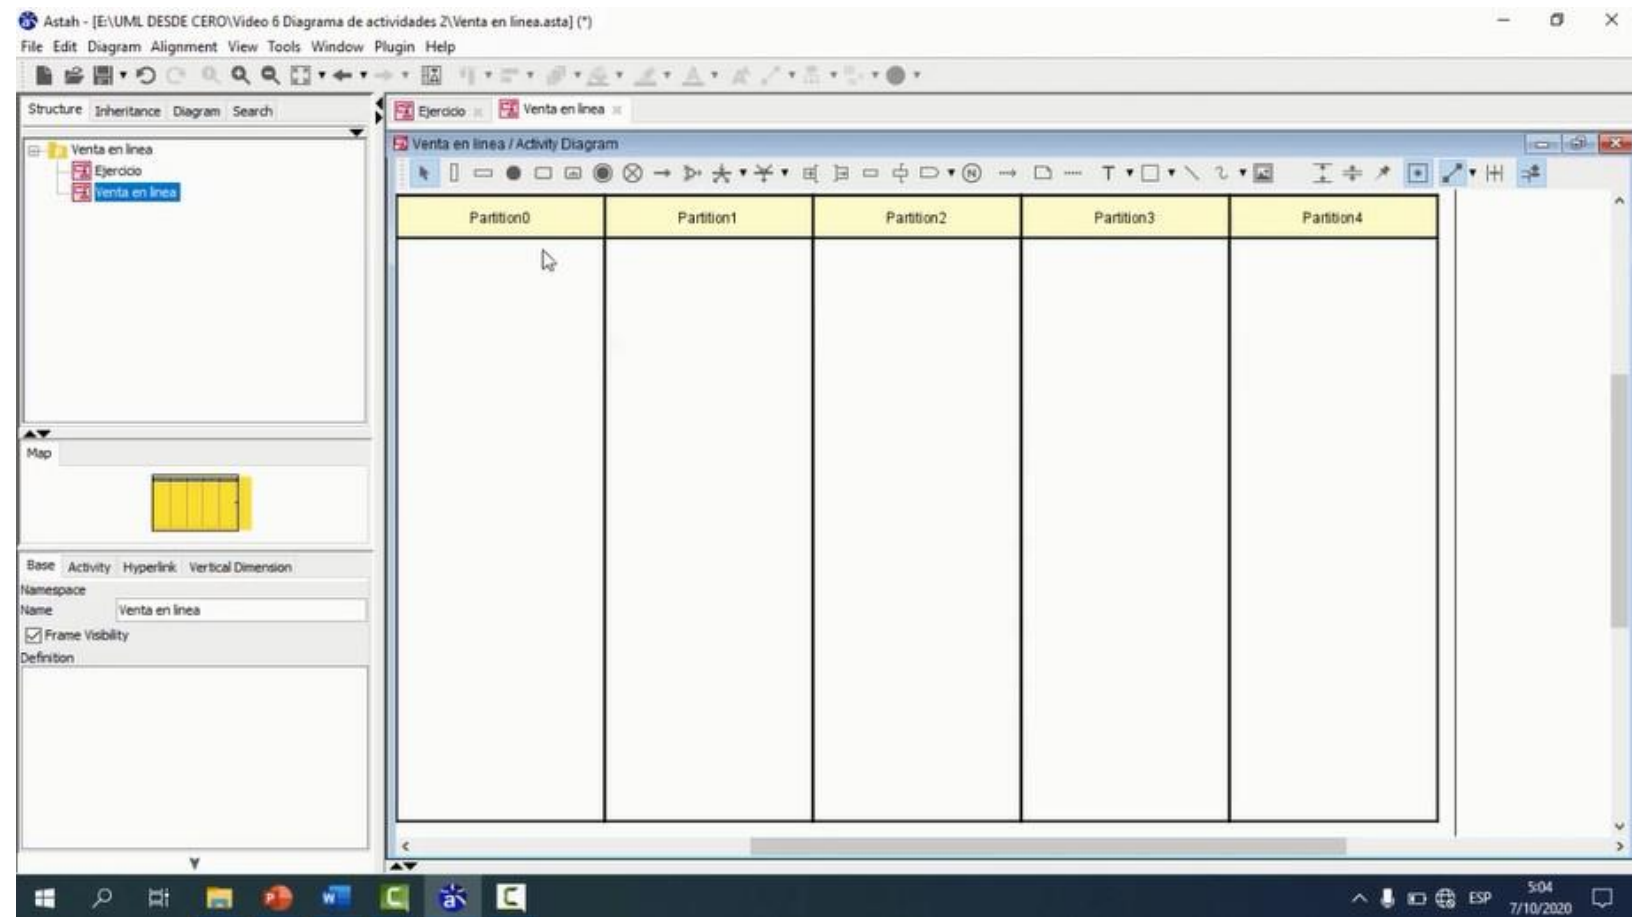 Astah - [E:\UML DESDE CERO\Video 6 Diagrama de actividades 2\Venta en linea.asta] (*)
File Edit Diagram Alignment View Tools Window Plugin Help
Structure Inheritance Diagram Search
Venta en linea
Ejercicio
Venta en linea
Map
Base Activity Hyperlink Vertical Dimension
Namespace
Name Venta en linea
Frame Visibility
Definition
Ejercicio Venta en linea
Venta en linea / Activity Diagram
N T
Partition0 Partition1 Partition2 Partition3 Partition4
ESP
5:04
7/10/2020